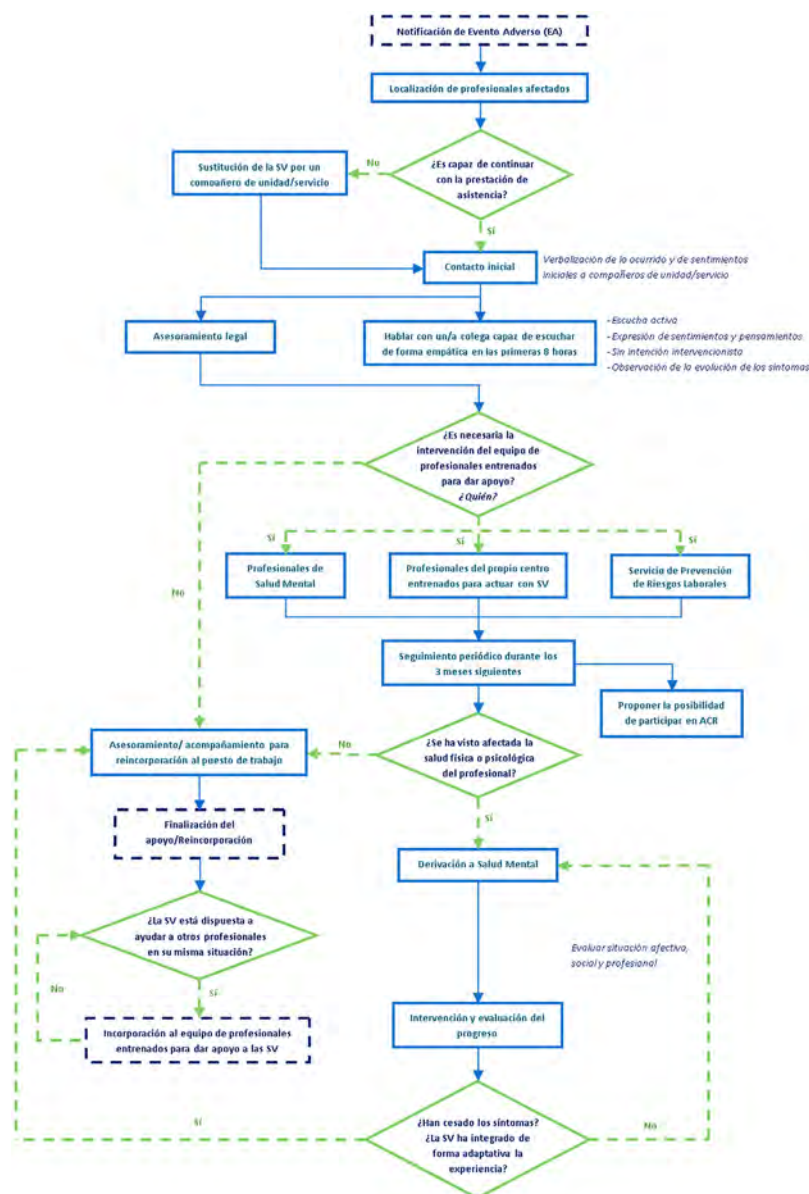 Notificación de Evento Adverso (EA)
Localización de profesionales afectados
¿Es capaz de continuar
con la prestación de
asistencia?
No
Sustitución de la SV por un
compañero de unidad/servicio
Sí
Contacto inicial
Verbalización de lo ocurrido y de sentimientos
iniciales a compañeros de unidad/servicio
Asesoramiento legal
Hablar con un/a colega capaz de escuchar
de forma empática en las primeras 8 horas
- Escucha activa
- Expresión de sentimientos y pensamientos
- Sin intención intervencionista
- Observación de la evolución de los síntomas
¿Es necesaria la
intervención del equipo de
profesionales entrenados
para dar apoyo?
¿Quién?
Sí
Sí
Sí
Profesionales de
Salud Mental
Profesionales del propio centro
entrenados para actuar con SV
Servicio de Prevención
de Riesgos Laborales
No
Seguimiento periódico durante los
3 meses siguientes
Proponer la posibilidad
de participar en ACR
Asesoramiento/ acompañamiento para
reincorporación al puesto de trabajo
No
¿Se ha visto afectada la
salud física o psicológica
del profesional?
Sí
Finalización del
apoyo/Reincorporación
Derivación a Salud Mental
¿La SV está dispuesta a
ayudar a otros profesionales
en su misma situación?
Evaluar situación afectiva,
social y profesional
No
Sí
Incorporación al equipo de profesionales
entrenados para dar apoyo a las SV
Intervención y evaluación del
progreso
Sí
¿Han cesado los síntomas?
¿La SV ha integrado de
forma adaptativa la
experiencia?
No